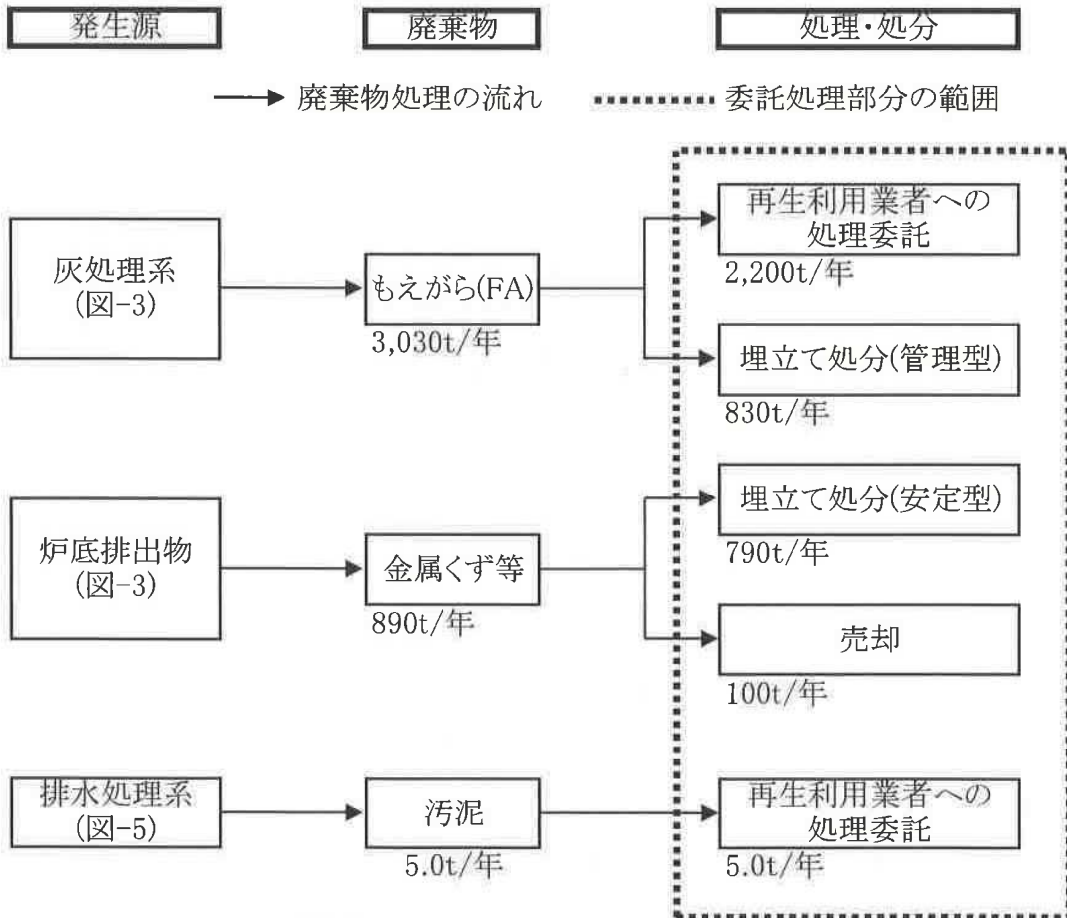 発生源
廃棄物
処理・処分
廃棄物処理の流れ
委託処理部分の範囲
灰処理系
(図-3)
もえがら(FA)
3,030t/年
再生利用業者への
処理委託
2,200t/年
埋立て処分(管理型)
830t/年
炉底排出物
(図-3)
金属くず等
890t/年
埋立て処分(安定型)
790t/年
売却
100t/年
排水処理系
(図-5)
汚泥
5.0t/年
再生利用業者への
処理委託
5.0t/年